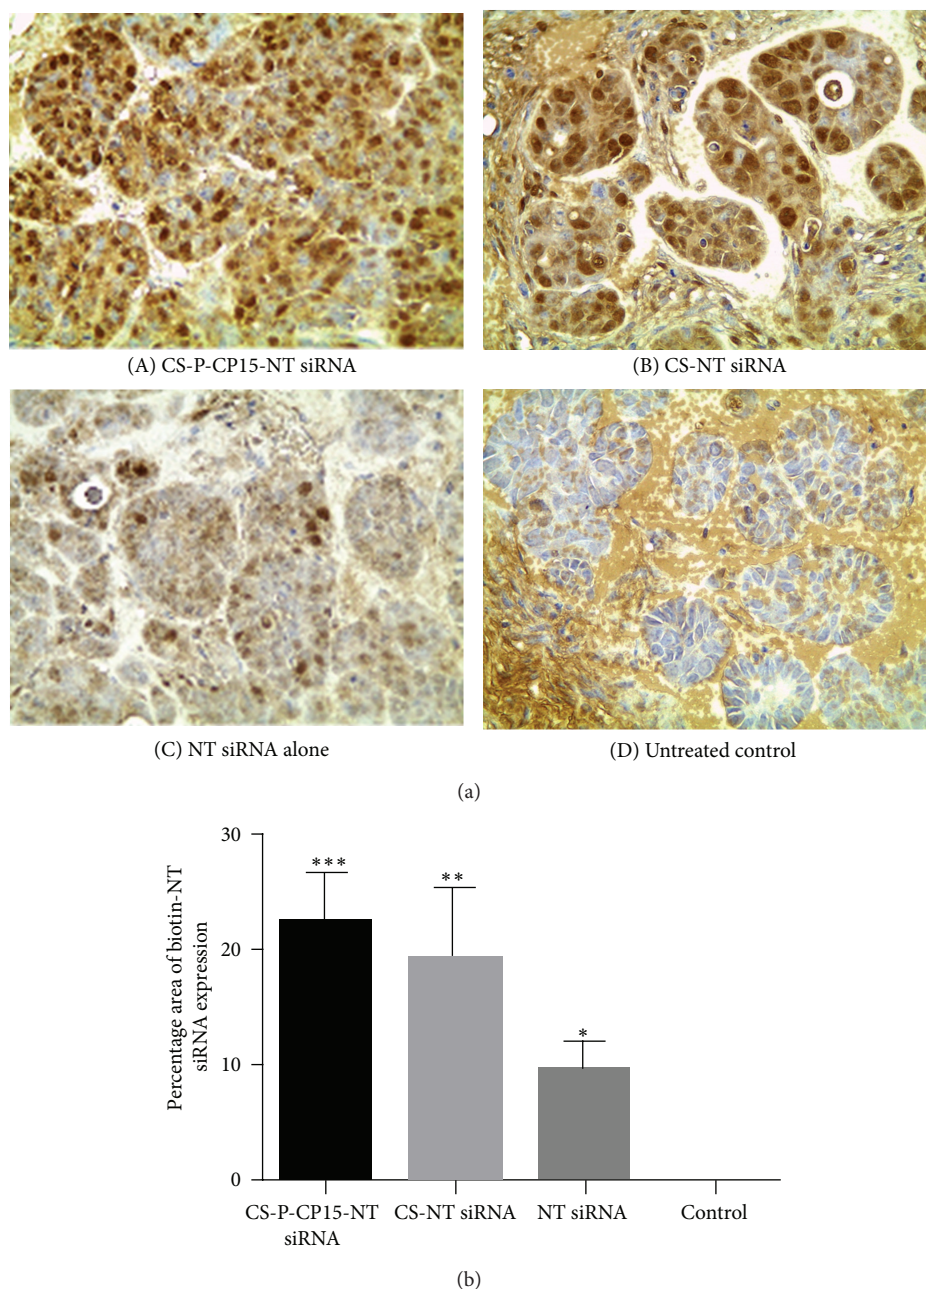 (A) CS-P-CP15-NT siRNA
(B) CS-NT siRNA
(C) NT siRNA alone
(D) Untreated control
(a)
Percentage area of biotin-NT
siRNA expression
30
20
10
0
***
**
*
CS-P-CP15-NT
siRNA
CS-NT siRNA
NT siRNA
Control
(b)